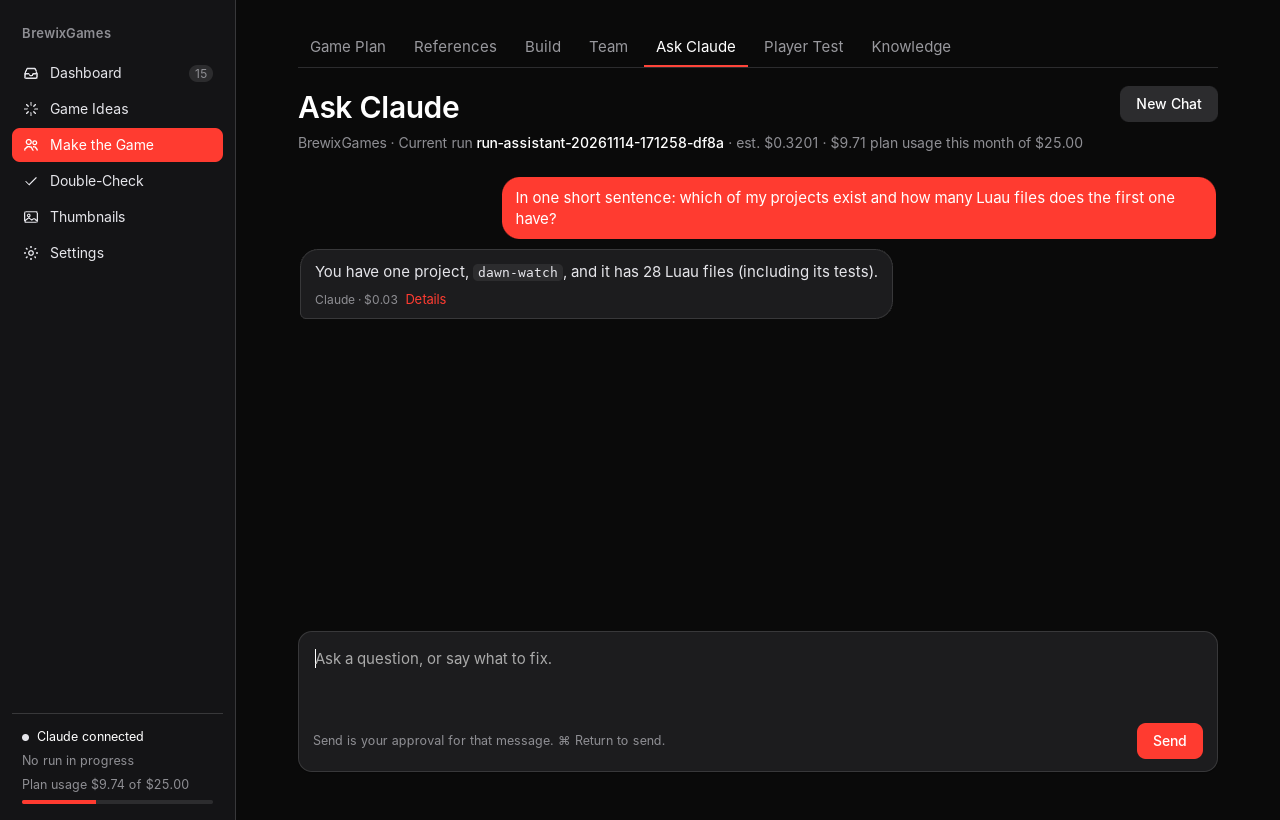 BrewixGames
Dashboard 15
Game Ideas
Make the Game
Double-Check
Thumbnails
Settings
Claude connected
No run in progress
Plan usage $9.74 of $25.00
Game Plan References Build Team Ask Claude Player Test Knowledge
Ask Claude
New Chat
BrewixGames · Current run run-assistant-20261114-171258-df8a · est. $0.3201 · $9.71 plan usage this month of $25.00
In one short sentence: which of my projects exist and how many Luau files does the first one
have?
You have one project, dawn-watch, and it has 28 Luau files (including its tests).
Claude · $0.03 Details
Ask a question, or say what to fix.
Send is your approval for that message. ⌘ Return to send.
Send